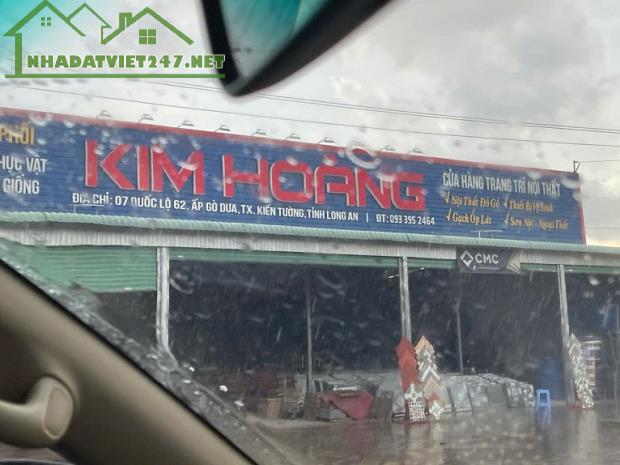 NHADATVIET247.NET
PHỐI
HỰC VẬT
GIỐNG
KIM HOÀNG
ĐỊA CHỈ: 07 QUỐC LỘ 62, ẤP GÒ DƯA, TX. KIẾN TƯỜNG, TỈNH LONG AN | ĐT: 093 395 2464
CỬA HÀNG TRANG TRÍ NỘI THẤT
Nội Thất Đồ Gỗ
Thiết Bị Vệ Sinh
Gạch Ốp Lát
Sơn Nội - Ngoại Thất
CMC